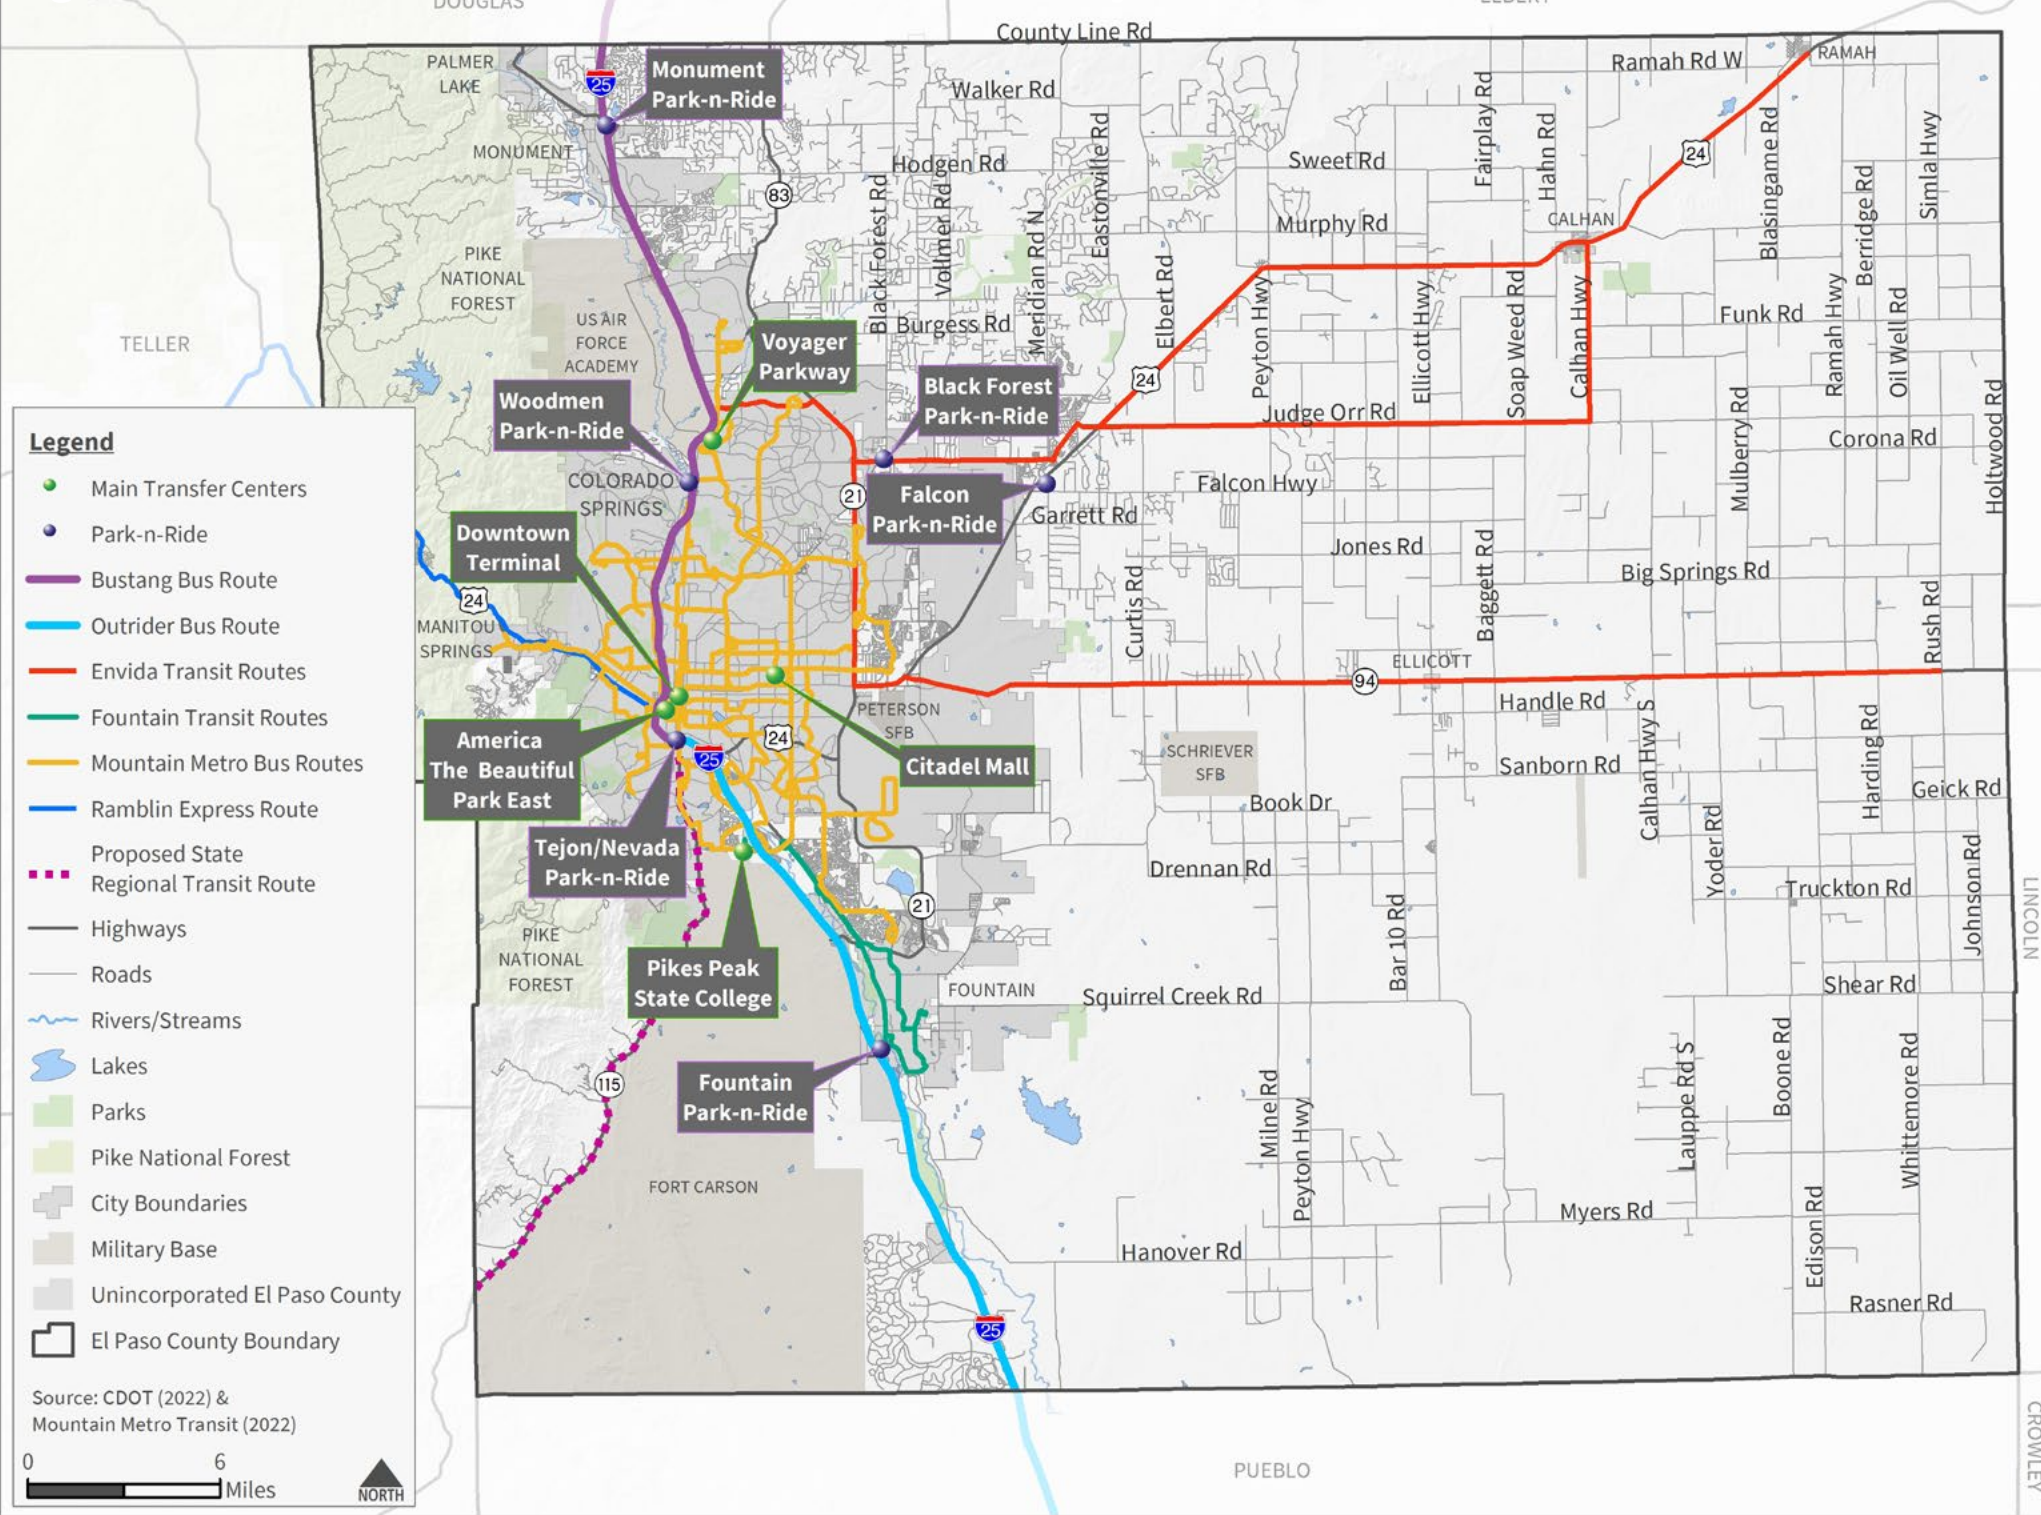 DOUGLAS
ELBERT
County Line Rd
RAMAH
Ramah Rd W
PALMER
LAKE
25
Monument
Park-n-Ride
Walker Rd
Fairplay Rd
Hahn Rd
Blasingame Rd
Simla Hwy
Eastonville Rd
MONUMENT
Hodgen Rd
Sweet Rd
24
83
Black Forest Rd
Vollmer Rd
Meridian Rd N
Murphy Rd
CALHAN
Berridge Rd
PIKE
NATIONAL
FOREST
Elbert Rd
Peyton Hwy
Ellicott Hwy
Soap Weed Rd
Calhan Hwy
Ramah Hwy
Oil Well Rd
US AIR
FORCE
ACADEMY
Burgess Rd
Funk Rd
TELLER
Voyager
Parkway
24
Woodmen
Park-n-Ride
Black Forest
Park-n-Ride
Judge Orr Rd
Mulberry Rd
Holtwood Rd
Corona Rd
COLORADO
SPRINGS
21
Falcon
Park-n-Ride
Falcon Hwy
Garrett Rd
Downtown
Terminal
Jones Rd
Baggett Rd
Big Springs Rd
Curtis Rd
Rush Rd
24
MANITOU
SPRINGS
ELLICOTT
94
Handle Rd
PETERSON
SFB
America
The Beautiful
Park East
24
25
Citadel Mall
SCHRIEVER
SFB
Sanborn Rd
Calhan Hwy S
Harding Rd
Geick Rd
Book Dr
Yoder Rd
Tejon/Nevada
Park-n-Ride
Drennan Rd
Truckton Rd
Johnson Rd
LINCOLN
21
Bar 10 Rd
PIKE
NATIONAL
FOREST
Pikes Peak
State College
FOUNTAIN
Squirrel Creek Rd
Shear Rd
115
Fountain
Park-n-Ride
Milne Rd
Peyton Hwy
Lauppe Rd S
Boone Rd
Whittemore Rd
FORT CARSON
Myers Rd
Edison Rd
Hanover Rd
Rasner Rd
25
PUEBLO
CROWLEY
Legend
Main Transfer Centers
Park-n-Ride
Bustang Bus Route
Outrider Bus Route
Envida Transit Routes
Fountain Transit Routes
Mountain Metro Bus Routes
Ramblin Express Route
Proposed State
Regional Transit Route
Highways
Roads
Rivers/Streams
Lakes
Parks
Pike National Forest
City Boundaries
Military Base
Unincorporated El Paso County
El Paso County Boundary
Source: CDOT (2022) &
Mountain Metro Transit (2022)
0 6
Miles
NORTH